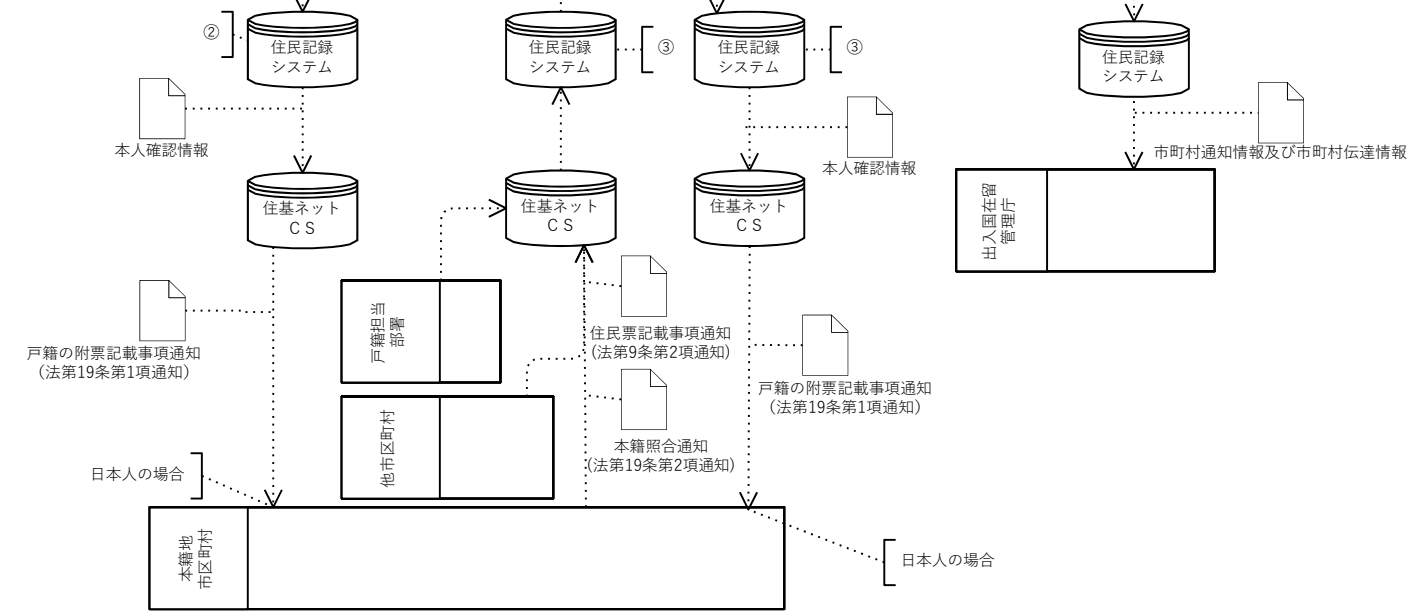 ②
住民記録
システム
住民記録
システム
③
住民記録
システム
③
住民記録
システム
本人確認情報
本人確認情報
市町村通知情報及び市町村伝達情報
住基ネット
ＣＳ
住基ネット
ＣＳ
住基ネット
ＣＳ
出入国在留
管理庁
戸籍の附票記載事項通知
（法第19条第1項通知）
戸籍担当
部署
住民票記載事項通知
(法第9条第2項通知)
戸籍の附票記載事項通知
（法第19条第1項通知）
他市区町村
本籍照合通知
(法第19条第2項通知)
日本人の場合
本籍地
市区町村
日本人の場合